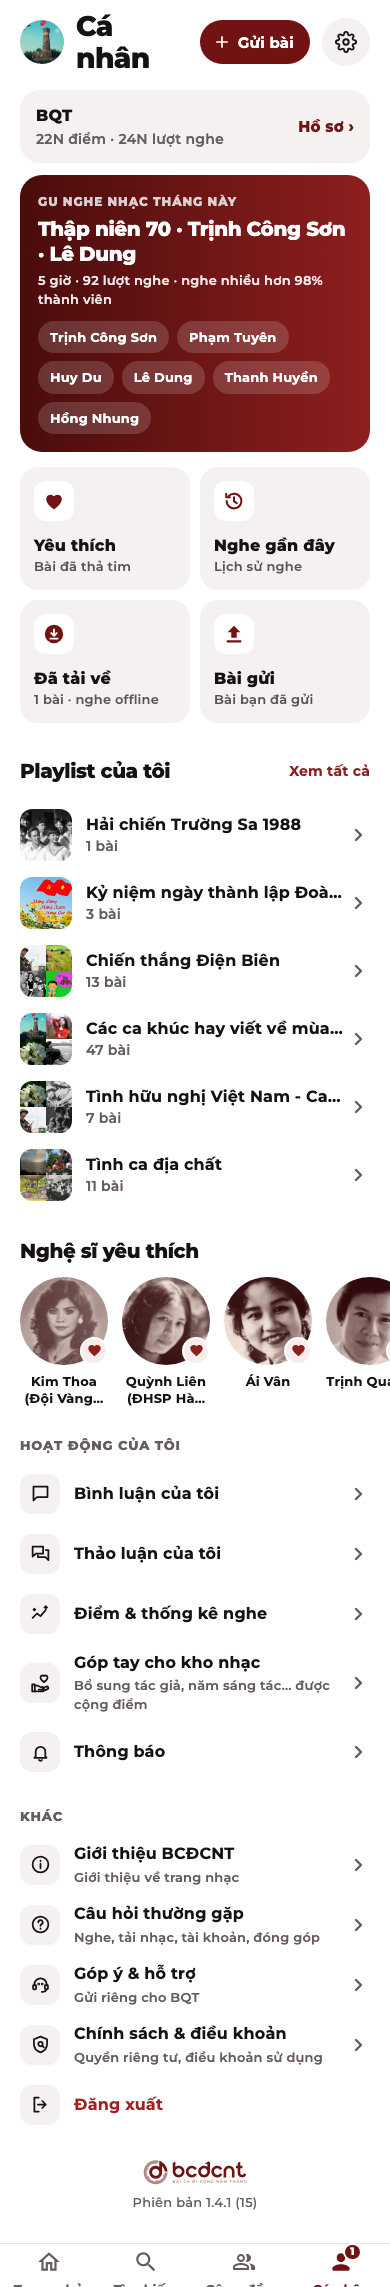 Cá
nhân
+ Gửi bài
BQT
22N điểm · 24N lượt nghe
Hồ sơ ›
GU NGHE NHẠC THÁNG NÀY
Thập niên 70 · Trịnh Công Sơn
· Lê Dung
5 giờ · 92 lượt nghe · nghe nhiều hơn 98%
thành viên
Trịnh Công Sơn
Phạm Tuyên
Huy Du
Lê Dung
Thanh Huyền
Hồng Nhung
Yêu thích
Bài đã thả tim
Nghe gần đây
Lịch sử nghe
Đã tải về
1 bài · nghe offline
Bài gửi
Bài bạn đã gửi
Playlist của tôi
Xem tất cả
Hải chiến Trường Sa 1988
1 bài
Kỷ niệm ngày thành lập Đoà...
3 bài
Chiến thắng Điện Biên
13 bài
Các ca khúc hay viết về mùa...
47 bài
Tình hữu nghị Việt Nam - Ca...
7 bài
Tình ca địa chất
11 bài
Nghệ sĩ yêu thích
Kim Thoa
(Đội Vàng...
Quỳnh Liên
(ĐHSP Hà...
Ái Vân
Trịnh Qu
HOẠT ĐỘNG CỦA TÔI
Bình luận của tôi
Thảo luận của tôi
Điểm & thống kê nghe
Góp tay cho kho nhạc
Bổ sung tác giả, năm sáng tác... được
cộng điểm
Thông báo
KHÁC
Giới thiệu BCĐCNT
Giới thiệu về trang nhạc
Câu hỏi thường gặp
Nghe, tải nhạc, tài khoản, đóng góp
Góp ý & hỗ trợ
Gửi riêng cho BQT
Chính sách & điều khoản
Quyền riêng tư, điều khoản sử dụng
Đăng xuất
bcdcnt
BÀI CA ĐI CÙNG NĂM THÁNG
Phiên bản 1.4.1 (15)
1